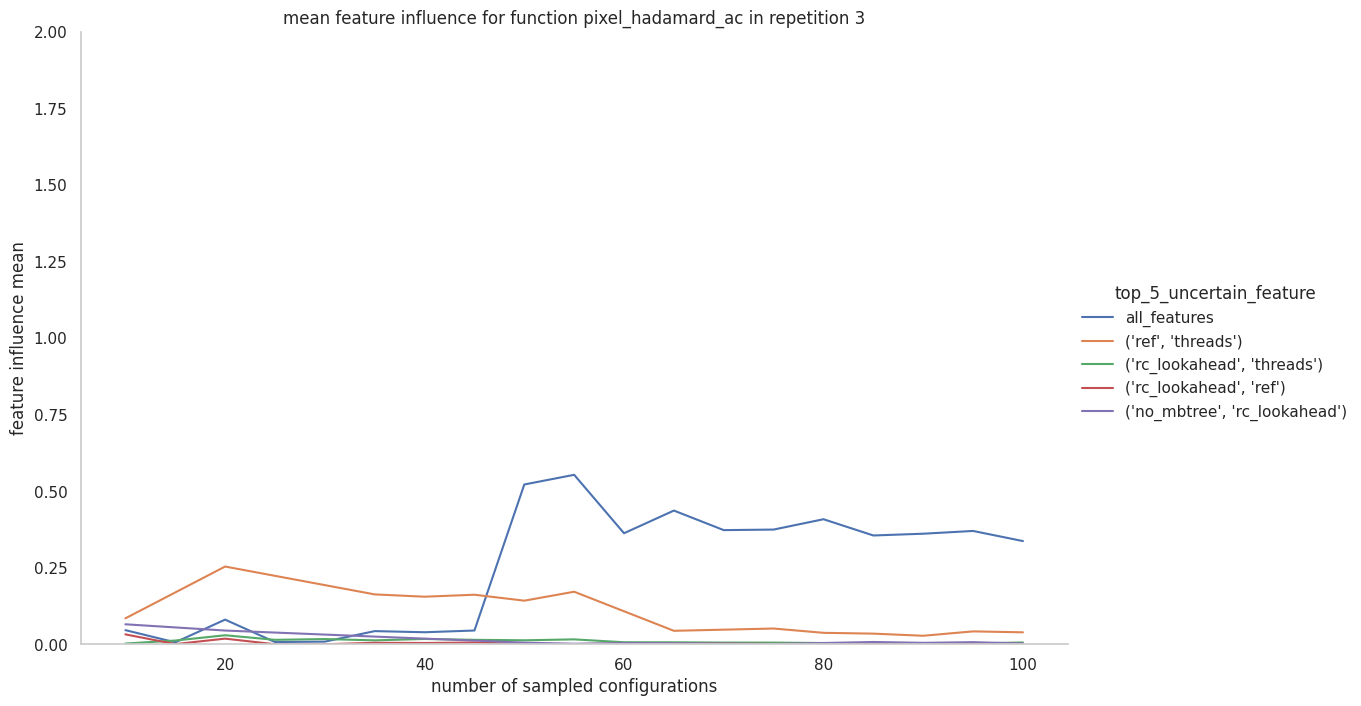 mean feature influence for function pixel_hadamard_ac in repetition 3
2.00
1.75
1.50
1.25
1.00
0.75
0.50
0.25
0.00
feature influence mean
20
40
60
80
100
number of sampled configurations
top_5_uncertain_feature
all_features
('ref', 'threads')
('rc_lookahead', 'threads')
('rc_lookahead', 'ref')
('no_mbtree', 'rc_lookahead')